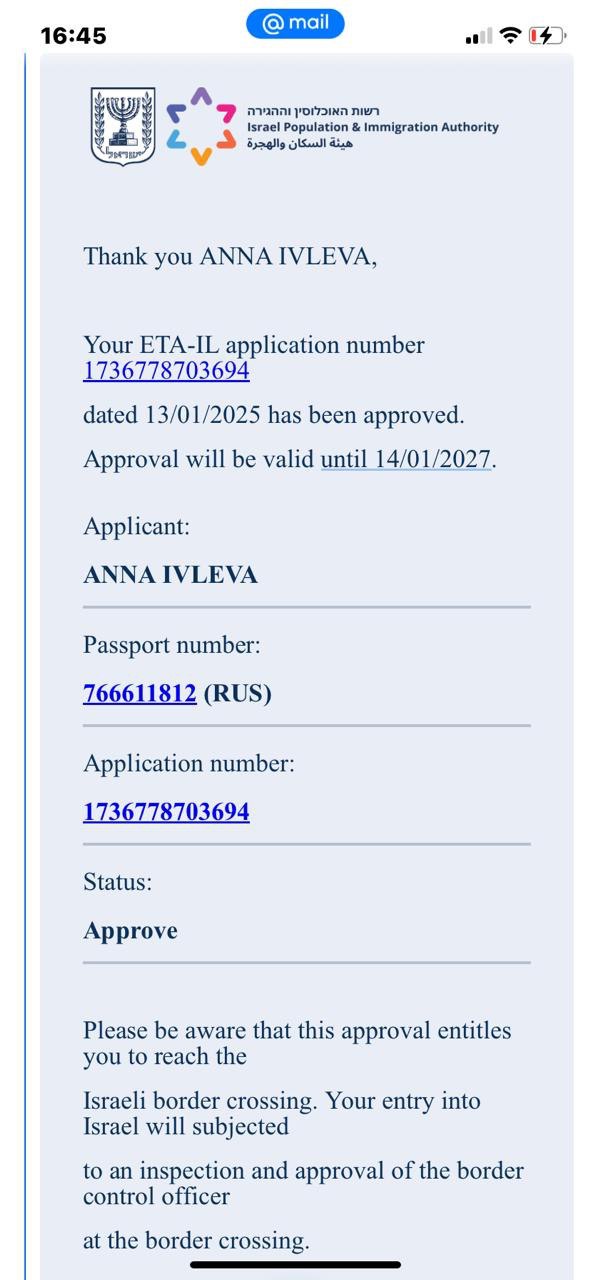 16:45
@ mail
רשות האוכלוסין וההגירה
Israel Population & Immigration Authority
هيئة السكان والهجرة
Thank you ANNA IVLEVA,
Your ETA-IL application number
1736778703694
dated 13/01/2025 has been approved.
Approval will be valid until 14/01/2027.
Applicant:
ANNA IVLEVA
Passport number:
766611812 (RUS)
Application number:
1736778703694
Status:
Approve
Please be aware that this approval entitles
you to reach the
Israeli border crossing. Your entry into
Israel will subjected
to an inspection and approval of the border
control officer
at the border crossing.